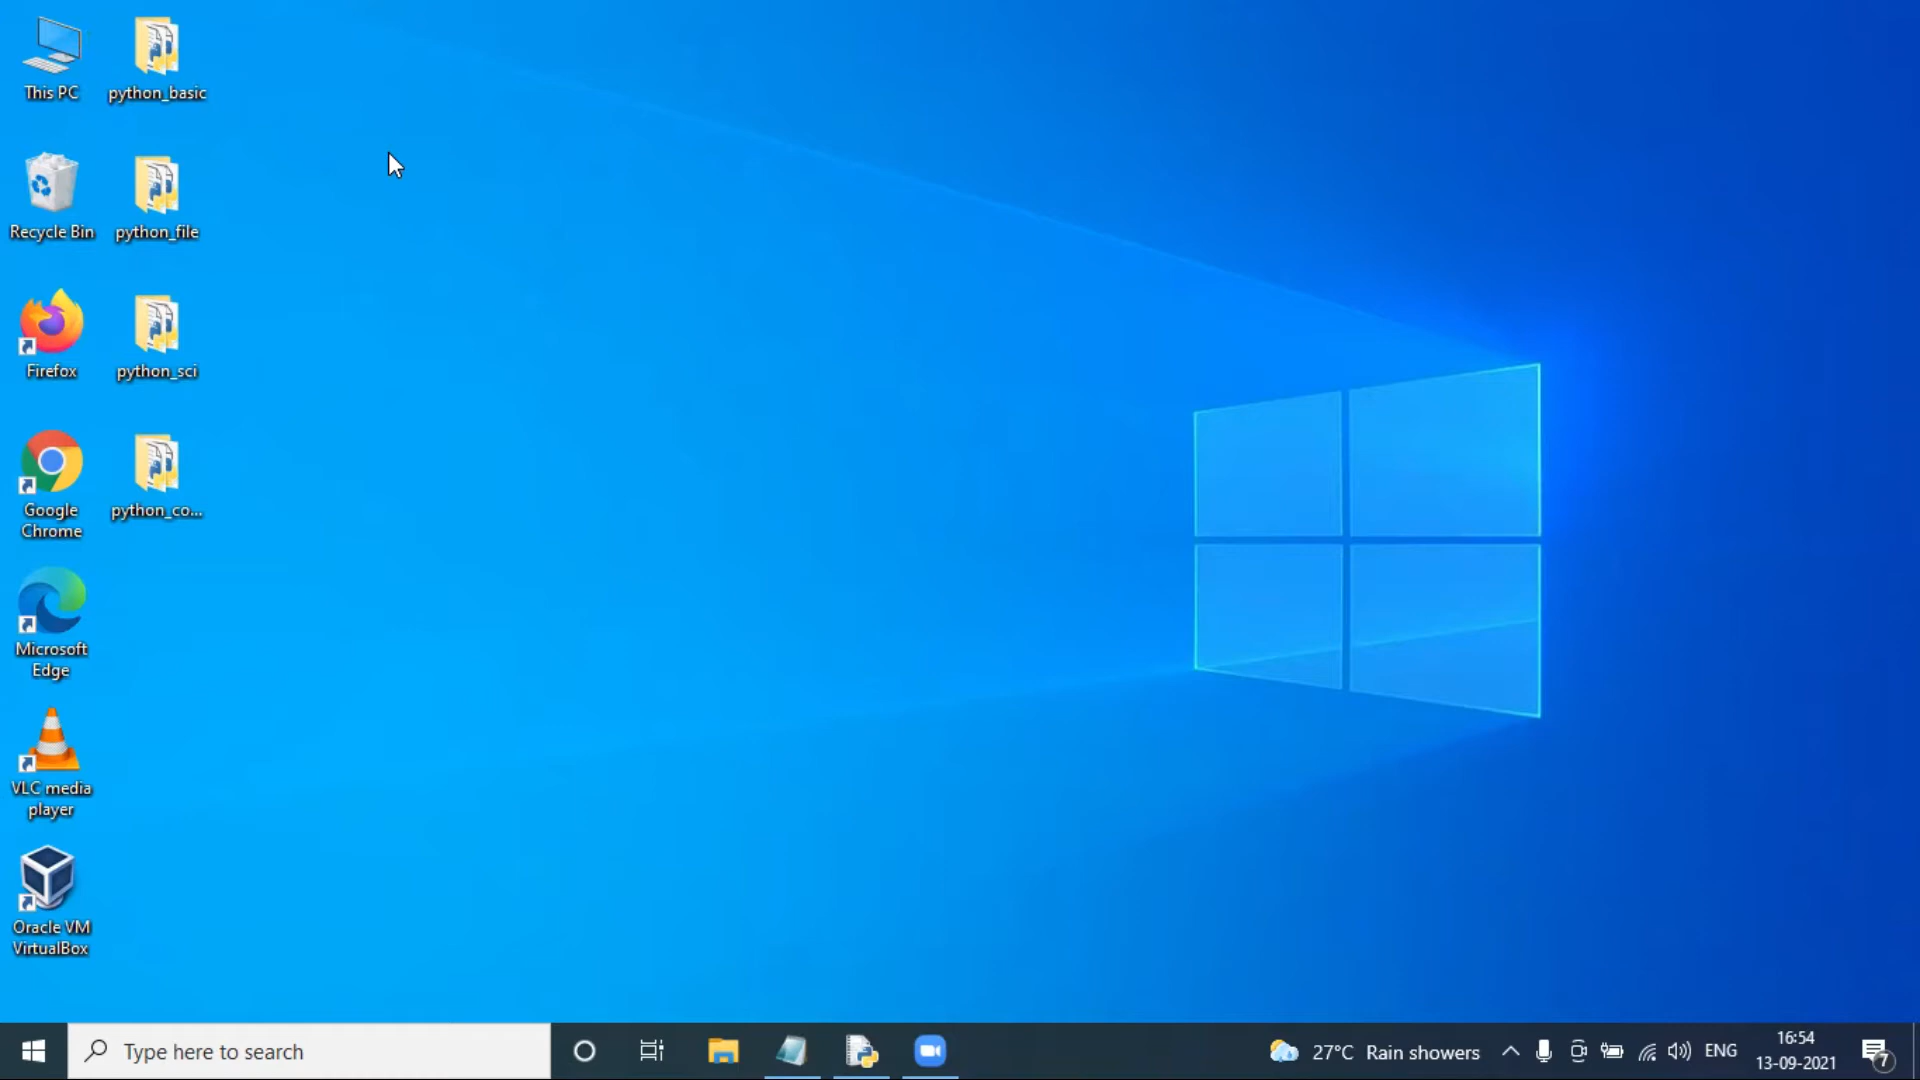 This PC
python_basic
Recycle Bin
python_file
Firefox
python_sci
Google
Chrome
python_co...
Microsoft
Edge
VLC media
player
Oracle VM
VirtualBox
Type here to search
27°C Rain showers
ENG
16:54
13-09-2021
7